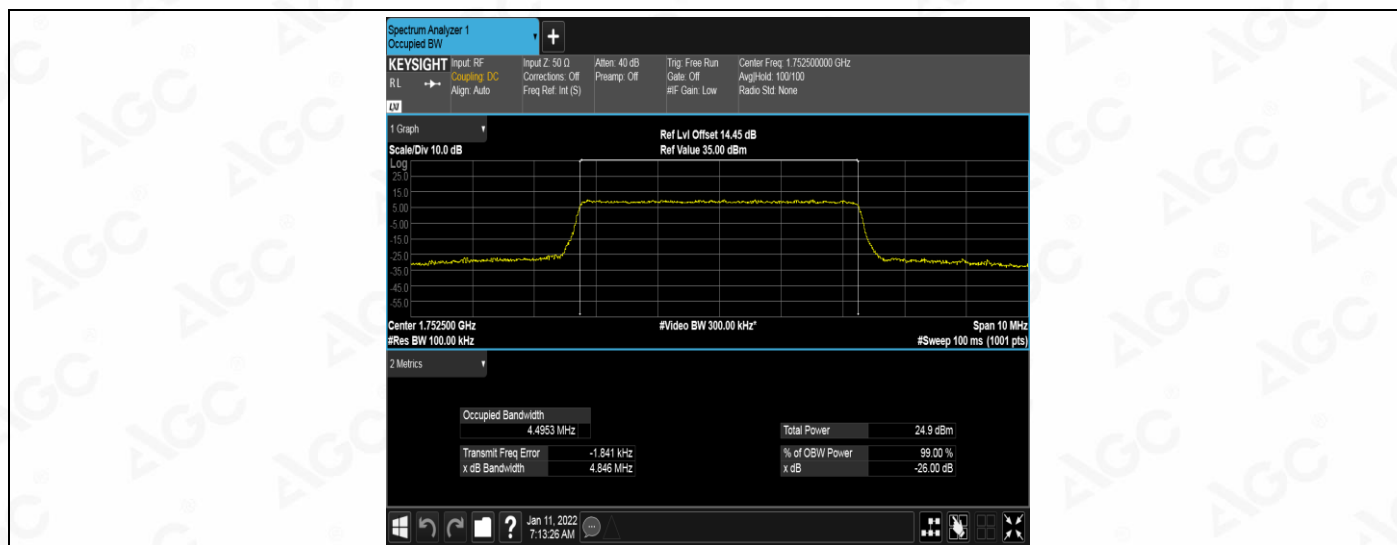 Spectrum Analyzer 1
Occupied BW
+
KEYSIGHT Input: RF Input Z: 50 Ω Atten: 40 dB Trig: Free Run Center Freq: 1.752500000 GHz
RL Coupling: DC Corrections: Off Preamp: Off Gate: Off Avg|Hold: 100/100
Align: Auto Freq Ref: Int (S) #IF Gain: Low Radio Std: None
LXI
1 Graph Ref Lvl Offset 14.45 dB
Scale/Div 10.0 dB Ref Value 35.00 dBm
Log
25.0
15.0
5.00
-5.00
-15.0
-25.0
-35.0
-45.0
-55.0
Center 1.752500 GHz #Video BW 300.00 kHz* Span 10 MHz
#Res BW 100.00 kHz #Sweep 100 ms (1001 pts)
2 Metrics
Occupied Bandwidth
4.4953 MHz Total Power 24.9 dBm
Transmit Freq Error -1.841 kHz % of OBW Power 99.00 %
x dB Bandwidth 4.846 MHz x dB -26.00 dB
? Jan 11, 2022
7:13:26 AM
AGC